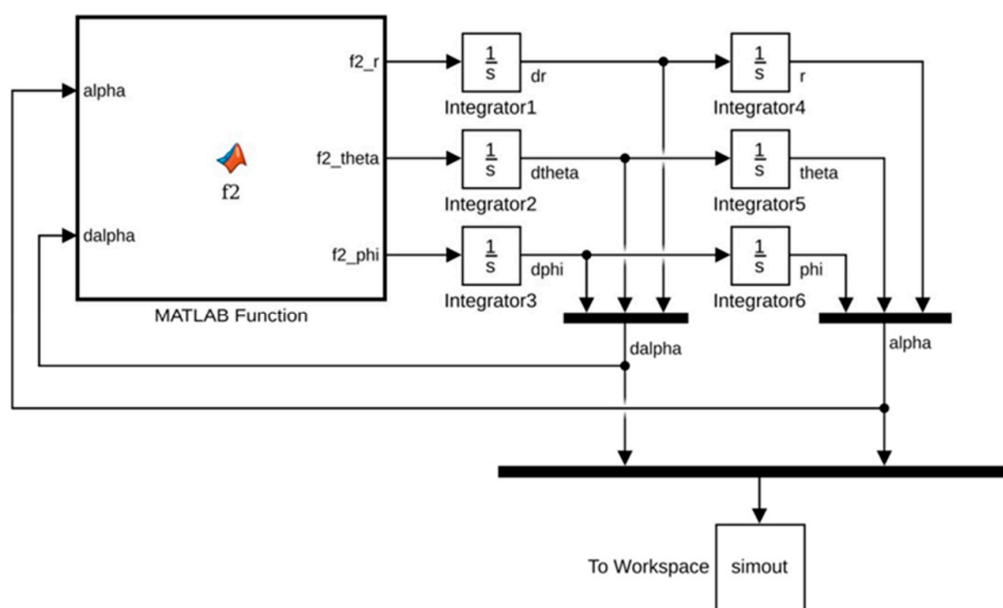 alpha
dalpha
f2
f2_r
f2_theta
f2_phi
MATLAB Function
1
s
dr
Integrator1
1
s
dtheta
Integrator2
1
s
dphi
Integrator3
1
s
r
Integrator4
1
s
theta
Integrator5
1
s
phi
Integrator6
dalpha
alpha
To Workspace
simout